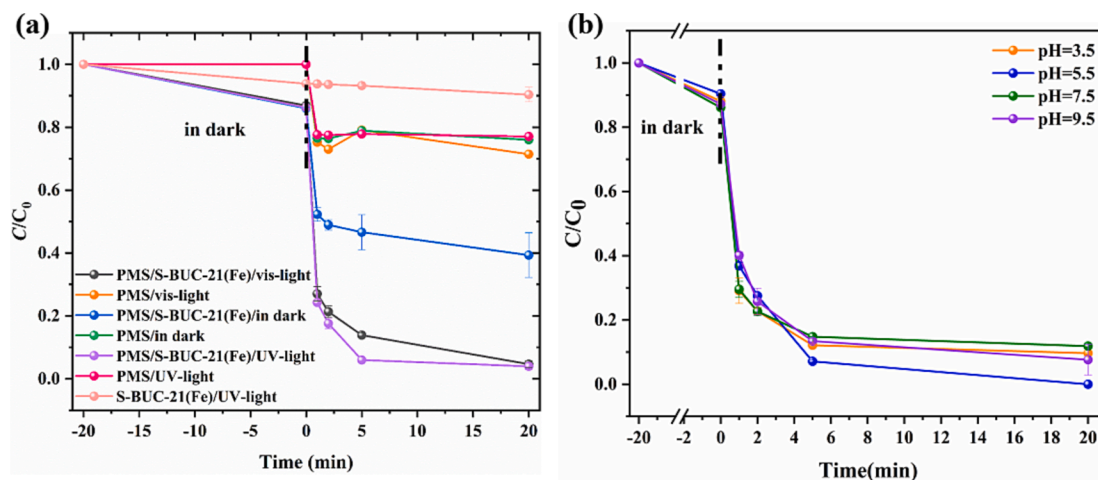 (a)
1.0
0.8
0.6
0.4
0.2
0.0
C/C0
in dark
PMS/S-BUC-21(Fe)/vis-light
PMS/vis-light
PMS/S-BUC-21(Fe)/in dark
PMS/in dark
PMS/S-BUC-21(Fe)/UV-light
PMS/UV-light
S-BUC-21(Fe)/UV-light
-20 -15 -10 -5 0 5 10 15 20
Time (min)
(b)
pH=3.5
pH=5.5
pH=7.5
pH=9.5
1.0
0.8
0.6
0.4
0.2
0.0
C/C0
in dark
-20 -2 0 2 4 6 8 10 12 14 16 18 20
Time(min)